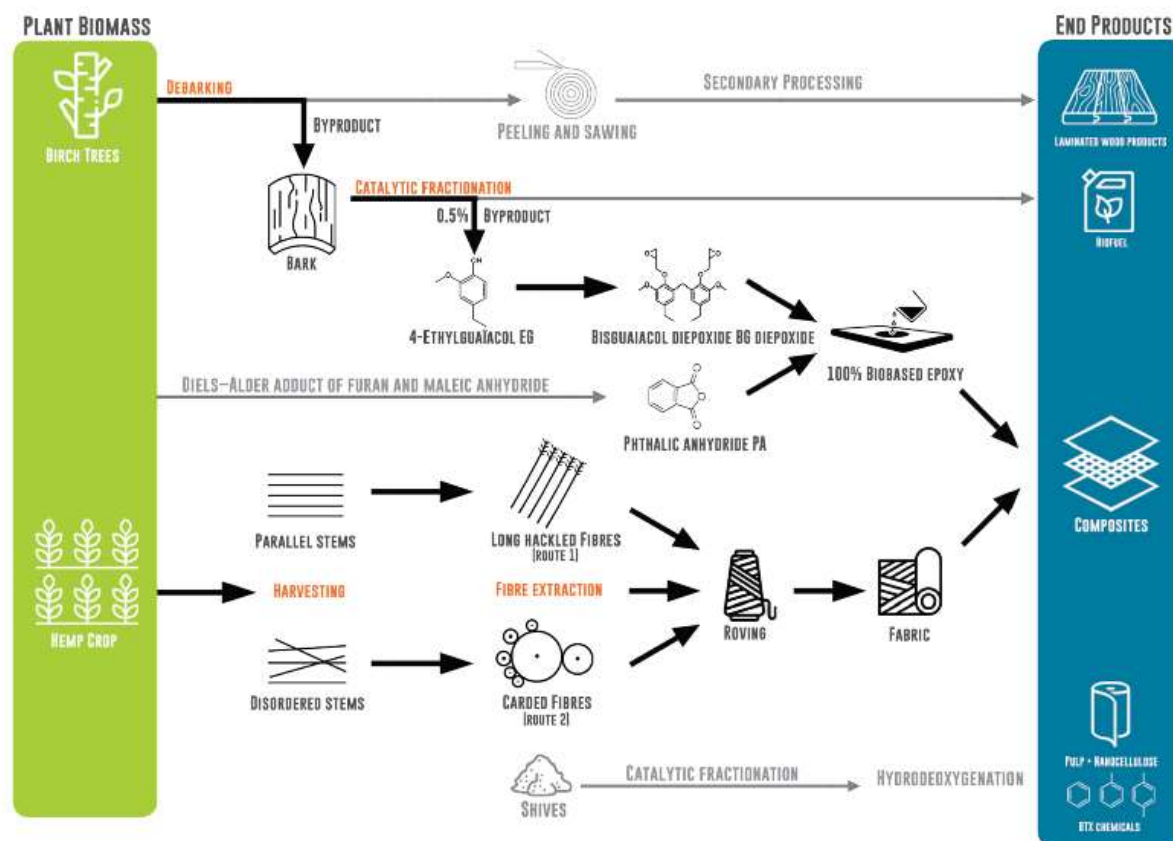 PLANT BIOMASS
END PRODUCTS
BIRCH TREES
DEBARKING
BYPRODUCT
PEELING AND SAWING
SECONDARY PROCESSING
LAMINATED WOOD PRODUCTS
BARK
CATALYTIC FRACTIONATION
0.5% BYPRODUCT
BIOFUEL
OH
O
4-ETHYLGUAÏACOL EG
O
O
O
O
O
O
BISGUAIACOL DIEPOXIDE BG DIEPOXIDE
100% BIOBASED EPOXY
DIELS–ALDER ADDUCT OF FURAN AND MALEIC ANHYDRIDE
O
O
O
PHTHALIC ANHYDRIDE PA
COMPOSITES
PARALLEL STEMS
LONG HACKLED FIBRES
(ROUTE 1)
HEMP CROP
HARVESTING
FIBRE EXTRACTION
ROVING
FABRIC
DISORDERED STEMS
CARDED FIBRES
(ROUTE 2)
SHIVES
CATALYTIC FRACTIONATION
HYDRODEOXYGENATION
PULP + NANOCELLULOSE
BTX CHEMICALS